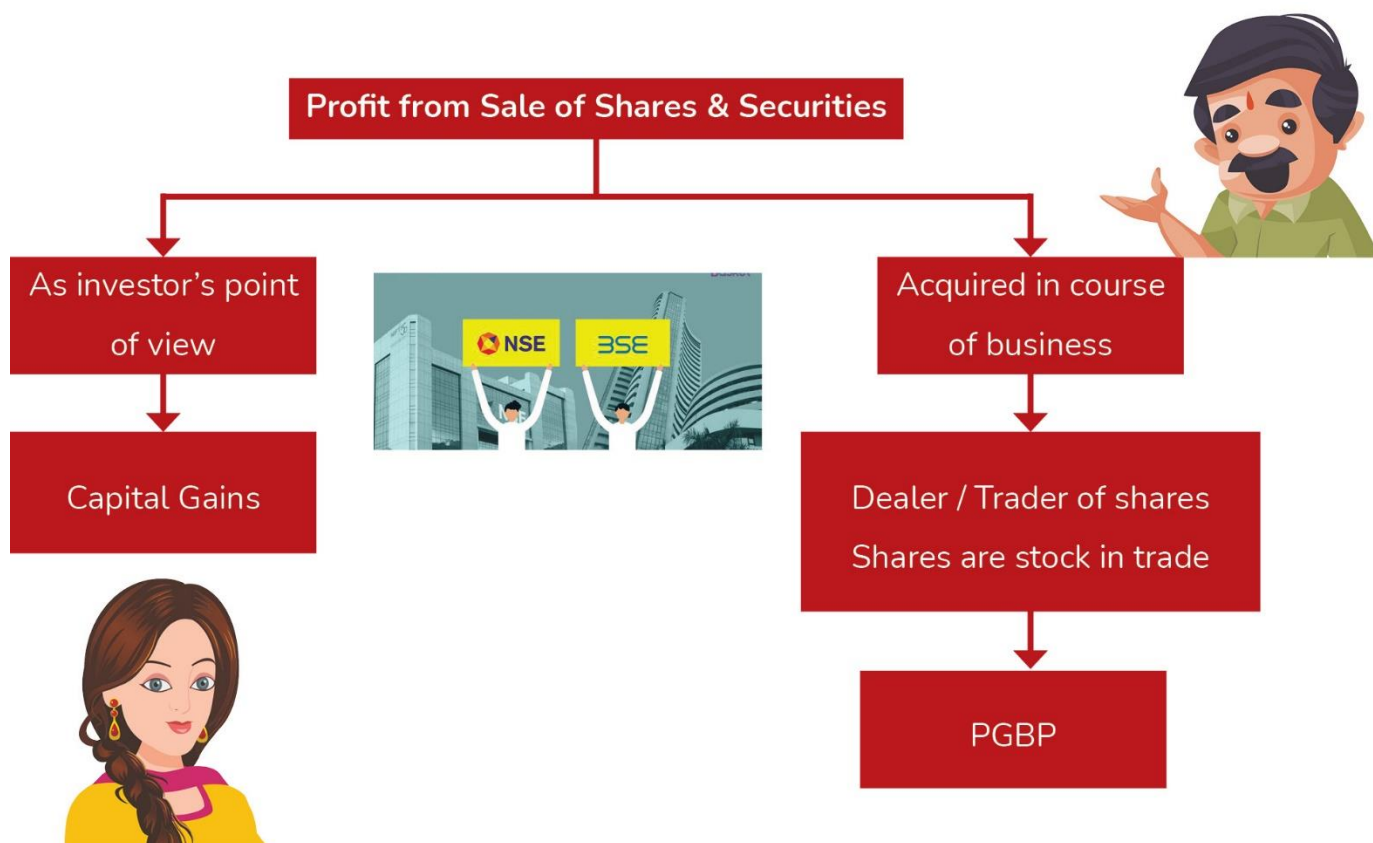 Profit from Sale of Shares & Securities
As investor's point
of view
Acquired in course
of business
NSE
BSE
Capital Gains
Dealer / Trader of shares
Shares are stock in trade
PGBP